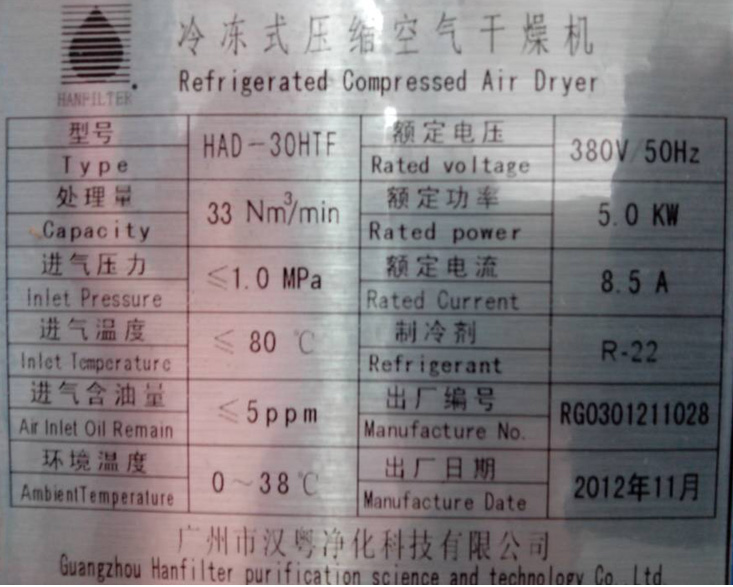 HANFILTER
冷冻式压缩空气干燥机
Refrigerated Compressed Air Dryer
型号
Type
HAD-30HTF
额定电压
Rated voltage
380V/50Hz
处理量
Capacity
33 Nm³/min
额定功率
Rated power
5.0 KW
进气压力
Inlet Pressure
≤1.0 MPa
额定电流
Rated Current
8.5 A
进气温度
Inlet Temperature
≤ 80 ℃
制冷剂
Refrigerant
R-22
进气含油量
Air Inlet Oil Remain
≤5ppm
出厂编号
Manufacture No.
RG0301211028
环境温度
AmbientTemperature
0~38℃
出厂日期
Manufacture Date
2012年11月
广州市汉粤净化科技有限公司
Guangzhou Hanfilter purification science and technology Co. Ltd